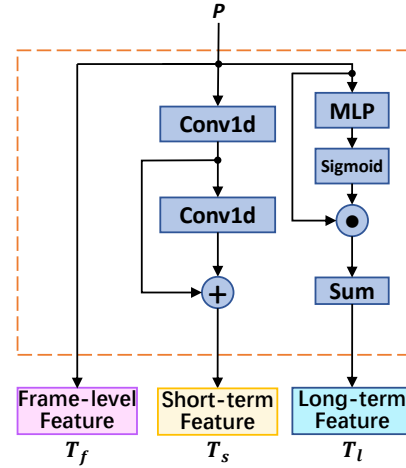 P
Conv1d
MLP
Sigmoid
Conv1d
+
Sum
Frame-level
Feature
Short-term
Feature
Long-term
Feature
T_f
T_s
T_l